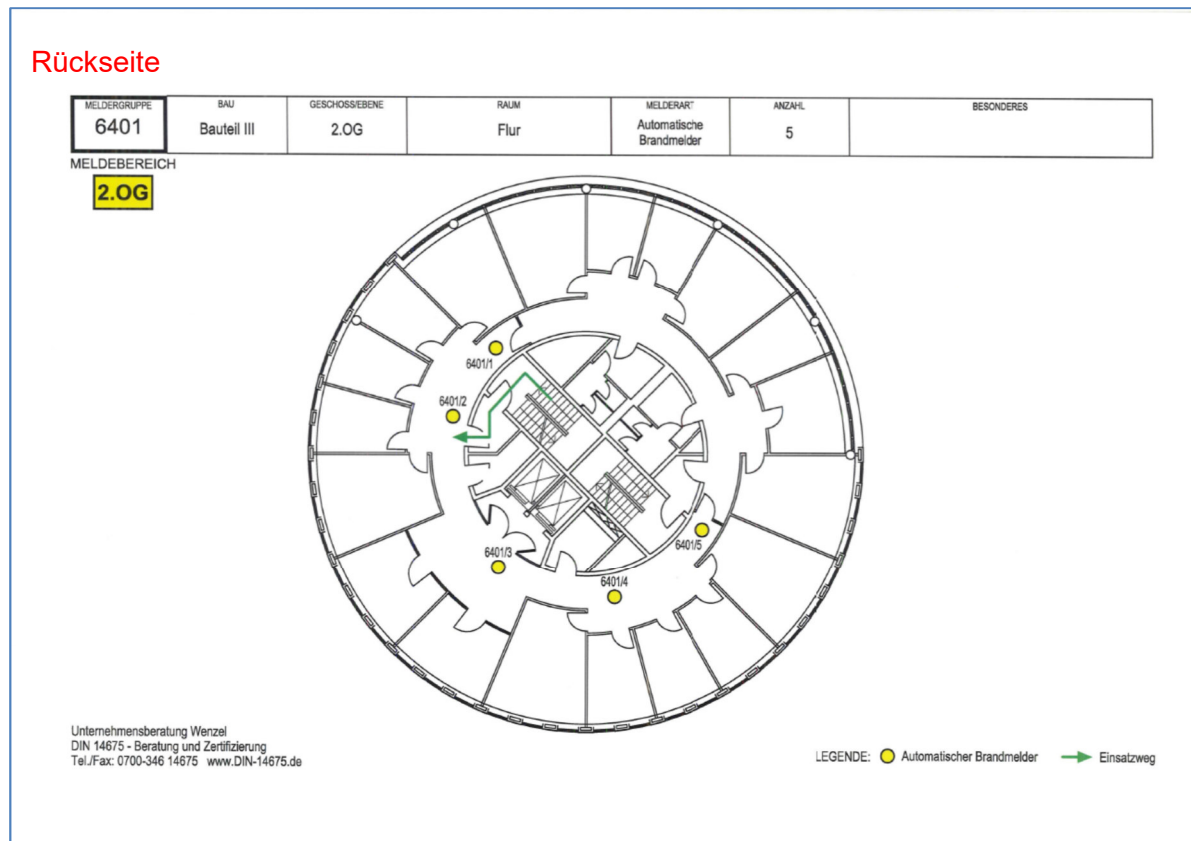 Rückseite
MELDERGRUPPE BAU GESCHOSS/EBENE RAUM MELDERART ANZAHL BESONDERES
6401 Bauteil III 2.OG Flur Automatische Brandmelder 5
MELDEBEREICH
2.OG
6401/1
6401/2
6401/3
6401/4
6401/5
Unternehmensberatung Wenzel
DIN 14675 - Beratung und Zertifizierung
Tel./Fax: 0700-346 14675 www.DIN-14675.de
LEGENDE: Automatischer Brandmelder Einsatzweg